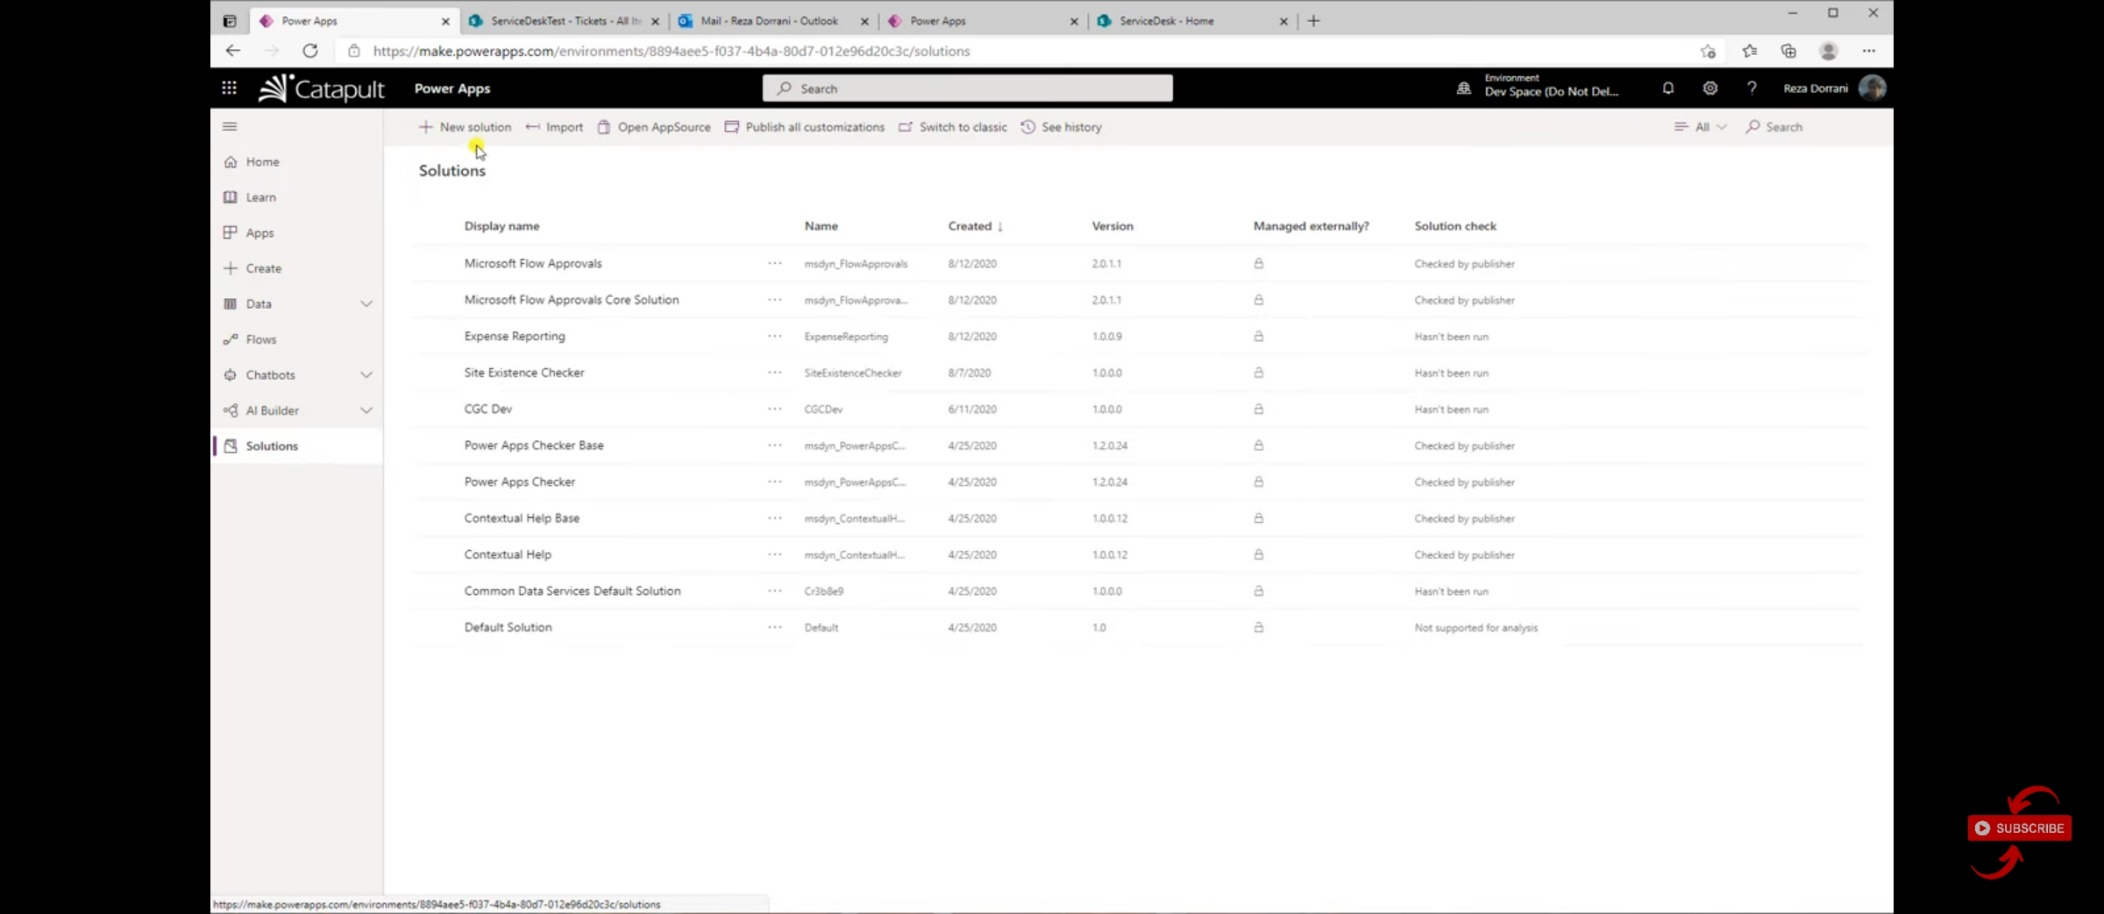 Power Apps
ServiceDeskTest - Tickets - All Ite
Mail - Reza Dorrani - Outlook
Power Apps
ServiceDesk - Home
https://make.powerapps.com/environments/8894aee5-f037-4b4a-80d7-012e96d20c3c/solutions
Catapult
Power Apps
Search
Environment
Dev Space (Do Not Del...
?
Reza Dorrani
New solution
Import
Open AppSource
Publish all customizations
Switch to classic
See history
All
Search
Home
Learn
Apps
Create
Data
Flows
Chatbots
AI Builder
Solutions
Solutions
Display name Name Created ↓ Version Managed externally? Solution check
Microsoft Flow Approvals ... msdyn_FlowApprovals 8/12/2020 2.0.1.1 Checked by publisher
Microsoft Flow Approvals Core Solution ... msdyn_FlowApprova... 8/12/2020 2.0.1.1 Checked by publisher
Expense Reporting ... ExpenseReporting 8/12/2020 1.0.0.9 Hasn't been run
Site Existence Checker ... SiteExistenceChecker 8/7/2020 1.0.0.0 Hasn't been run
CGC Dev ... CGCDev 6/11/2020 1.0.0.0 Hasn't been run
Power Apps Checker Base ... msdyn_PowerAppsC... 4/25/2020 1.2.0.24 Checked by publisher
Power Apps Checker ... msdyn_PowerAppsC... 4/25/2020 1.2.0.24 Checked by publisher
Contextual Help Base ... msdyn_ContextualH... 4/25/2020 1.0.0.12 Checked by publisher
Contextual Help ... msdyn_ContextualH... 4/25/2020 1.0.0.12 Checked by publisher
Common Data Services Default Solution ... Cr3b8e9 4/25/2020 1.0.0.0 Hasn't been run
Default Solution ... Default 4/25/2020 1.0 Not supported for analysis
SUBSCRIBE
https://make.powerapps.com/environments/8894aee5-f037-4b4a-80d7-012e96d20c3c/solutions